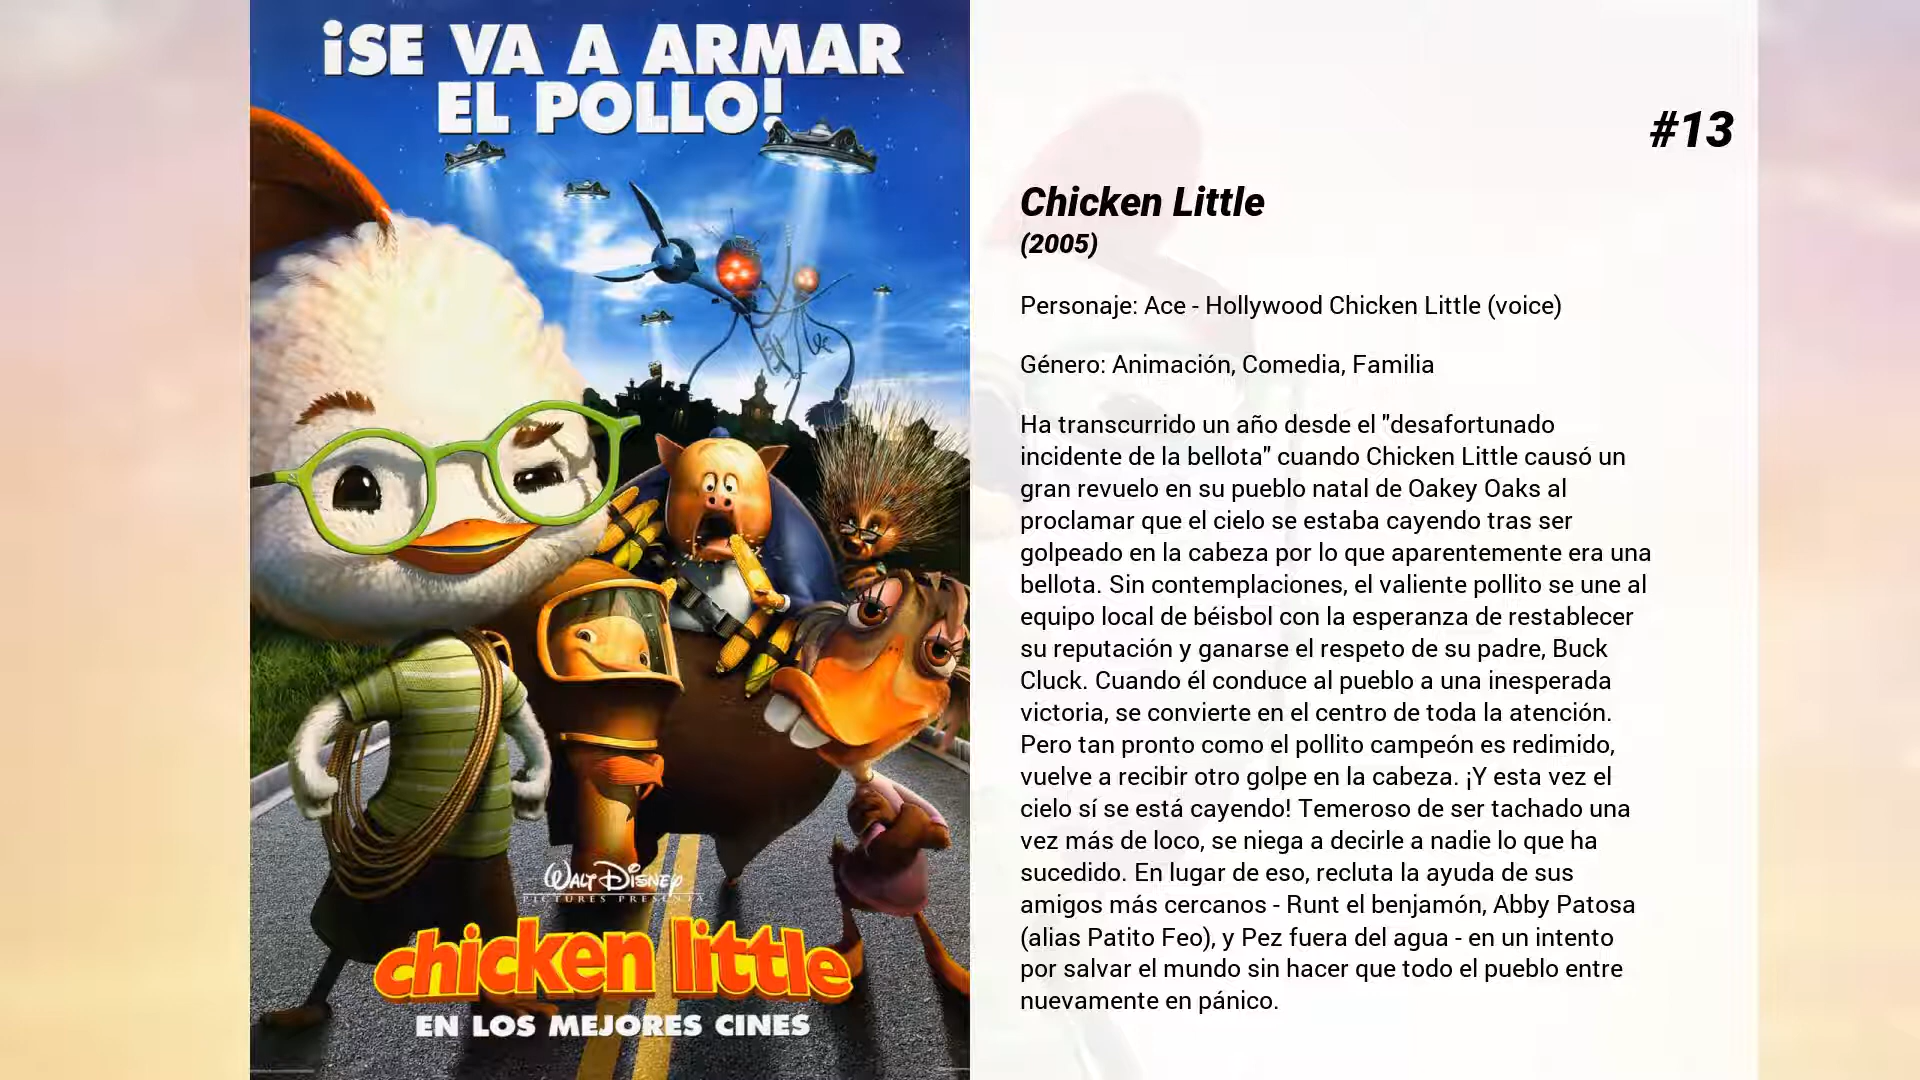 ¡SE VA A ARMAR
EL POLLO!
WALT DISNEY
PICTURES PRESENTA
chicken little
EN LOS MEJORES CINES
#13
Chicken Little
(2005)
Personaje: Ace - Hollywood Chicken Little (voice)
Género: Animación, Comedia, Familia
Ha transcurrido un año desde el "desafortunado
incidente de la bellota" cuando Chicken Little causó un
gran revuelo en su pueblo natal de Oakey Oaks al
proclamar que el cielo se estaba cayendo tras ser
golpeado en la cabeza por lo que aparentemente era una
bellota. Sin contemplaciones, el valiente pollito se une al
equipo local de béisbol con la esperanza de restablecer
su reputación y ganarse el respeto de su padre, Buck
Cluck. Cuando él conduce al pueblo a una inesperada
victoria, se convierte en el centro de toda la atención.
Pero tan pronto como el pollito campeón es redimido,
vuelve a recibir otro golpe en la cabeza. ¡Y esta vez el
cielo sí se está cayendo! Temeroso de ser tachado una
vez más de loco, se niega a decirle a nadie lo que ha
sucedido. En lugar de eso, recluta la ayuda de sus
amigos más cercanos - Runt el benjamón, Abby Patosa
(alias Patito Feo), y Pez fuera del agua - en un intento
por salvar el mundo sin hacer que todo el pueblo entre
nuevamente en pánico.